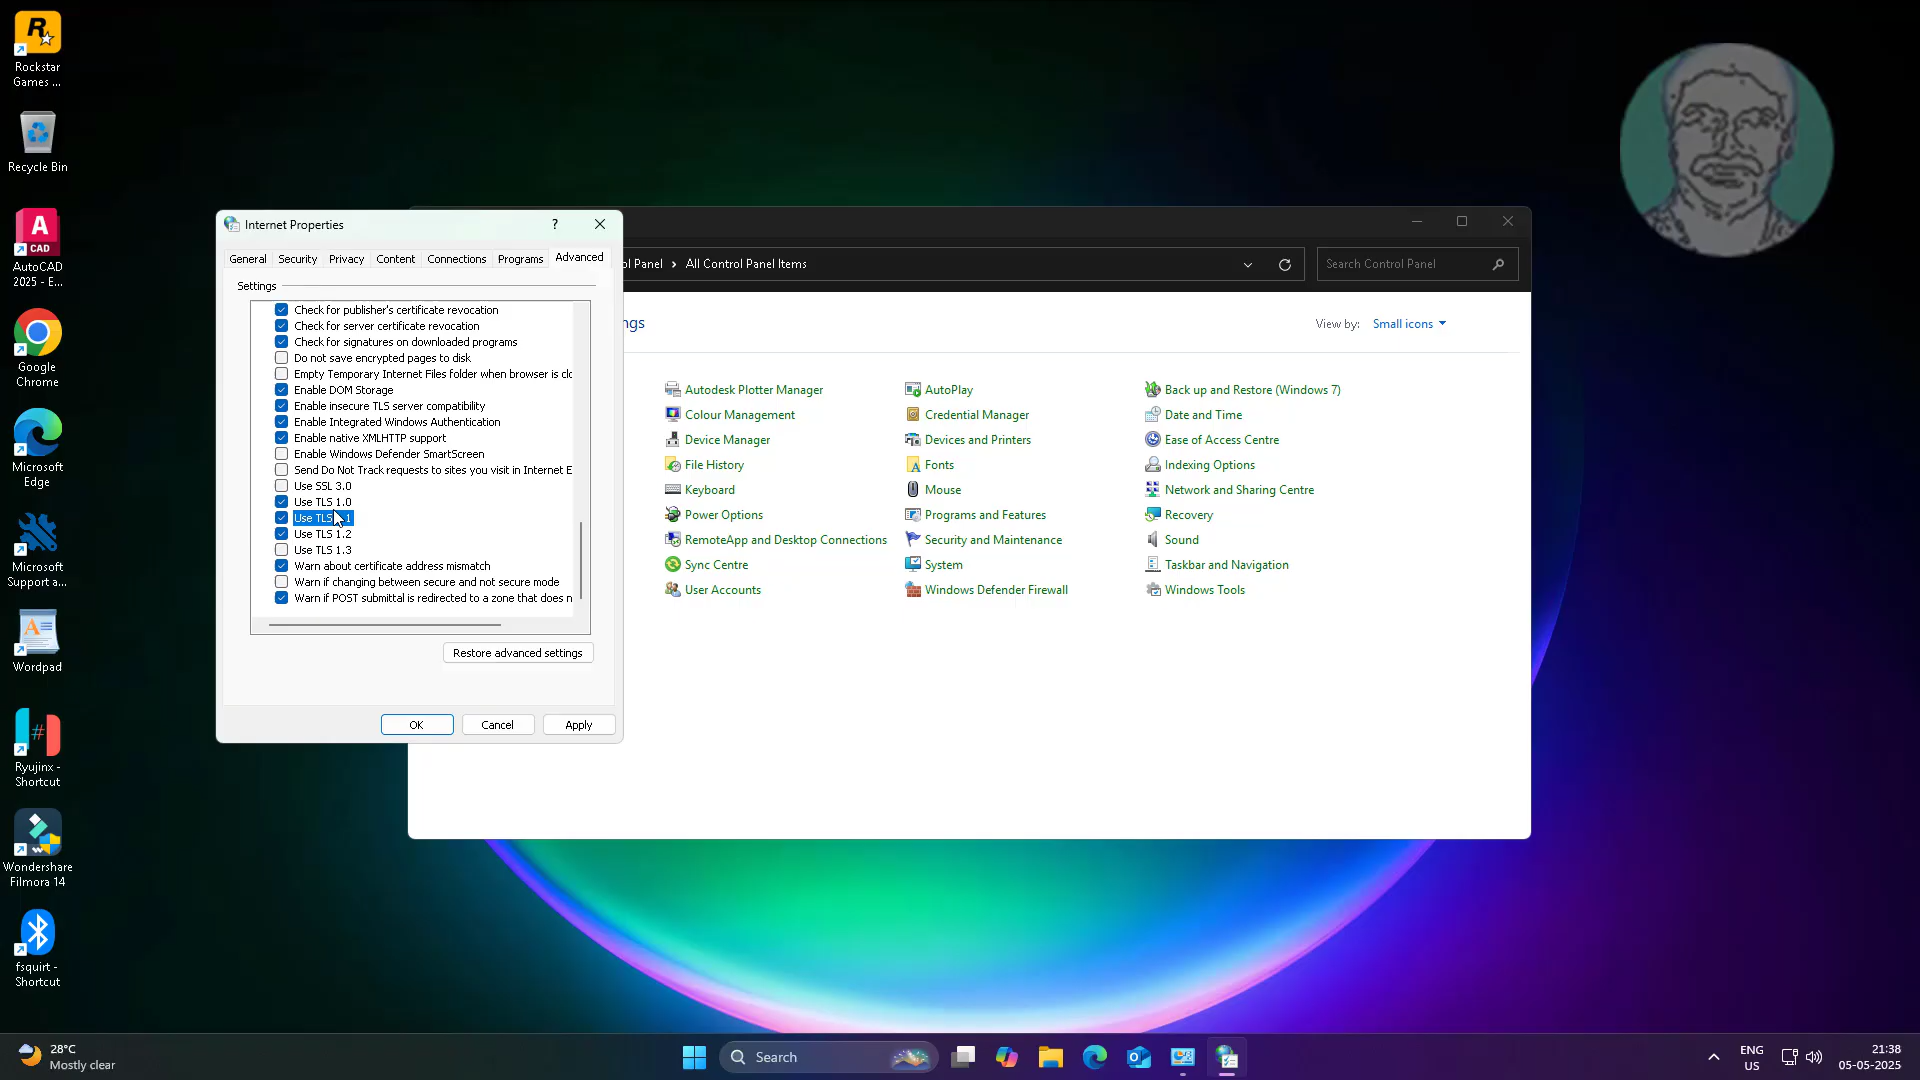 Rockstar
Games ...
Recycle Bin
AutoCAD
2025 - E...
Google
Chrome
Microsoft
Edge
Microsoft
Support a...
Wordpad
Ryujinx -
Shortcut
Wondershare
Filmora 14
fsquirt -
Shortcut
Internet Properties
General
Security
Privacy
Content
Connections
Programs
Advanced
Settings
Check for publisher's certificate revocation
Check for server certificate revocation
Check for signatures on downloaded programs
Do not save encrypted pages to disk
Empty Temporary Internet Files folder when browser is clo
Enable DOM Storage
Enable insecure TLS server compatibility
Enable Integrated Windows Authentication
Enable native XMLHTTP support
Enable Windows Defender SmartScreen
Send Do Not Track requests to sites you visit in Internet E
Use SSL 3.0
Use TLS 1.0
Use TLS 1
Use TLS 1.2
Use TLS 1.3
Warn about certificate address mismatch
Warn if changing between secure and not secure mode
Warn if POST submittal is redirected to a zone that does n
Restore advanced settings
OK
Cancel
Apply
ol Panel > All Control Panel Items
Search Control Panel
ngs
View by: Small icons
Autodesk Plotter Manager
AutoPlay
Back up and Restore (Windows 7)
Colour Management
Credential Manager
Date and Time
Device Manager
Devices and Printers
Ease of Access Centre
File History
Fonts
Indexing Options
Keyboard
Mouse
Network and Sharing Centre
Power Options
Programs and Features
Recovery
RemoteApp and Desktop Connections
Security and Maintenance
Sound
Sync Centre
System
Taskbar and Navigation
User Accounts
Windows Defender Firewall
Windows Tools
28°C
Mostly clear
Search
ENG
US
21:38
05-05-2025